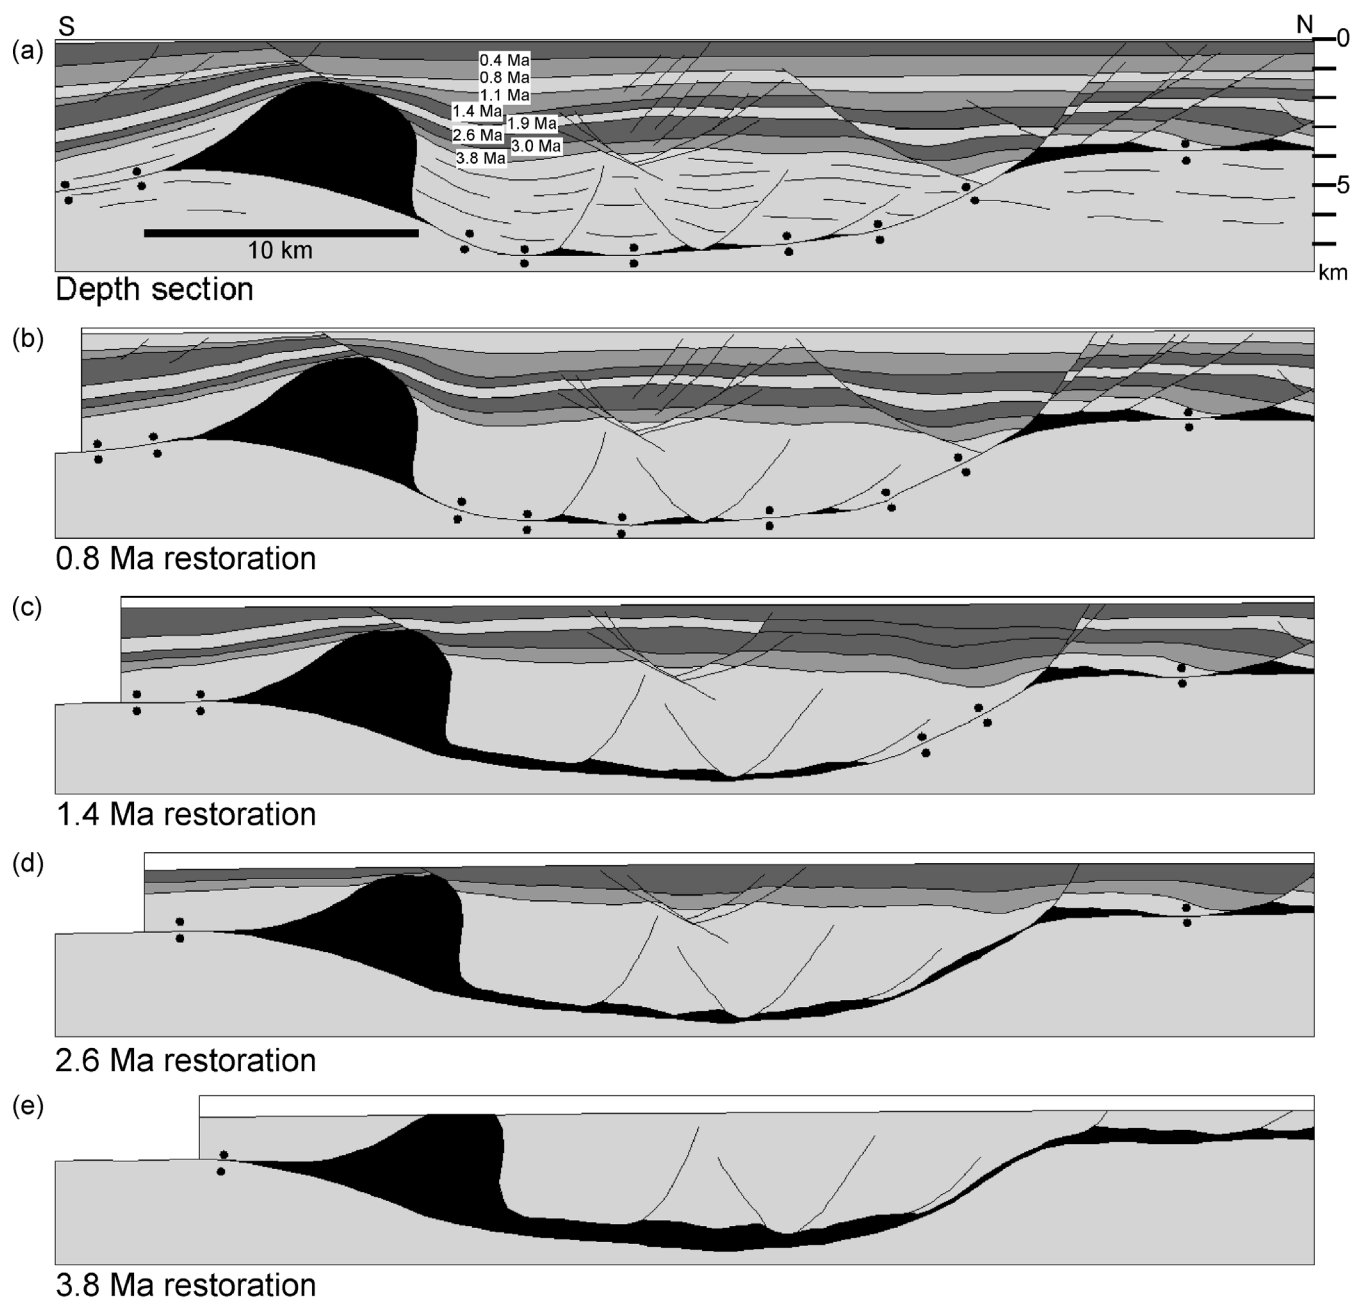 S
N
(a)
0
0.4 Ma
0.8 Ma
1.1 Ma
1.4 Ma
1.9 Ma
2.6 Ma
3.0 Ma
3.8 Ma
5
10 km
km
Depth section
(b)
0.8 Ma restoration
(c)
1.4 Ma restoration
(d)
2.6 Ma restoration
(e)
3.8 Ma restoration